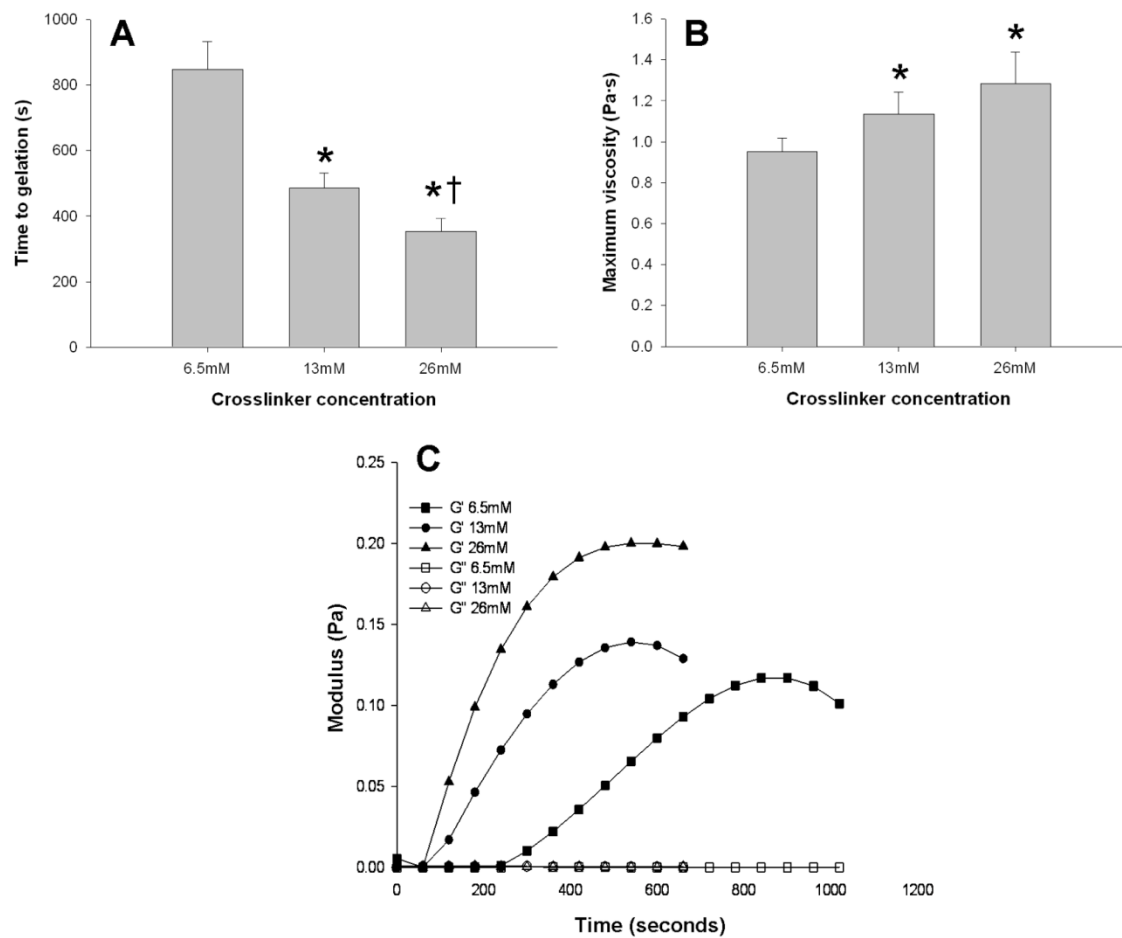 A
Time to gelation (s)
1000
800
600
400
200
0
*
*†
6.5mM 13mM 26mM
Crosslinker concentration
B
Maximum viscosity (Pa·s)
1.6
1.4
1.2
1.0
0.8
0.6
0.4
0.2
0.0
*
*
6.5mM 13mM 26mM
Crosslinker concentration
C
Modulus (Pa)
0.25
0.20
0.15
0.10
0.05
0.00
G' 6.5mM
G' 13mM
G' 26mM
G'' 6.5mM
G'' 13mM
G'' 26mM
0 200 400 600 800 1000 1200
Time (seconds)